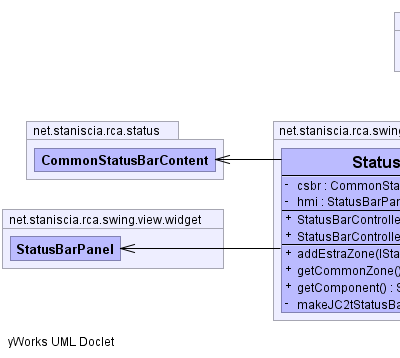 net.staniscia.rca.status
CommonStatusBarContent
net.staniscia.rca.swing
Status
- csbr : CommonSta
- hmi : StatusBarPa
+ StatusBarControlle
+ StatusBarControlle
+ addEstraZone(ISta
+ getCommonZone()
+ getComponent() : S
- makeJC2tStatusBa
net.staniscia.rca.swing.view.widget
StatusBarPanel
yWorks UML Doclet